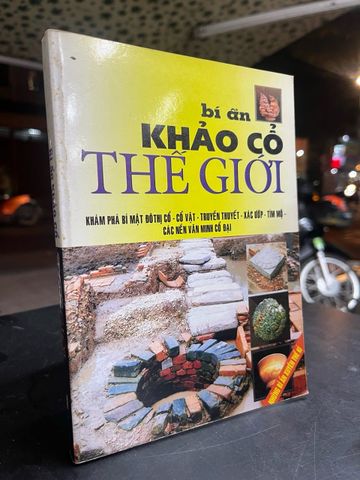 bí ẩn
KHẢO CỔ
THẾ GIỚI
KHÁM PHÁ BÍ MẬT ĐÔ THỊ CỔ - CỔ VẬT - TRUYỀN THUYẾT - XÁC ƯỚP - TÌM MỘ -
CÁC NỀN VĂN MINH CỔ ĐẠI